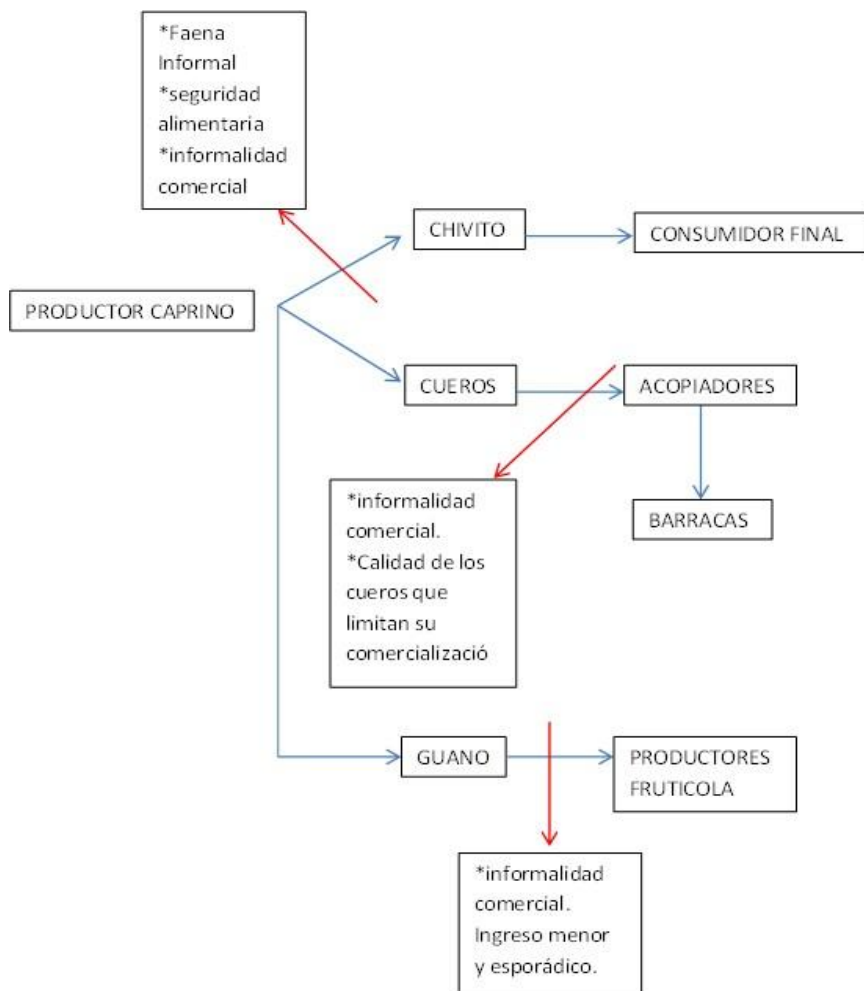 *Faena
Informal
*seguridad
alimentaria
*informalidad
comercial
CHIVITO
CONSUMIDOR FINAL
PRODUCTOR CAPRINO
CUEROS
ACOPIADORES
*informalidad
comercial.
*Calidad de los
cueros que
limitan su
comercializació
BARRACAS
GUANO
PRODUCTORES
FRUTICOLA
*informalidad
comercial.
Ingreso menor
y esporádico.